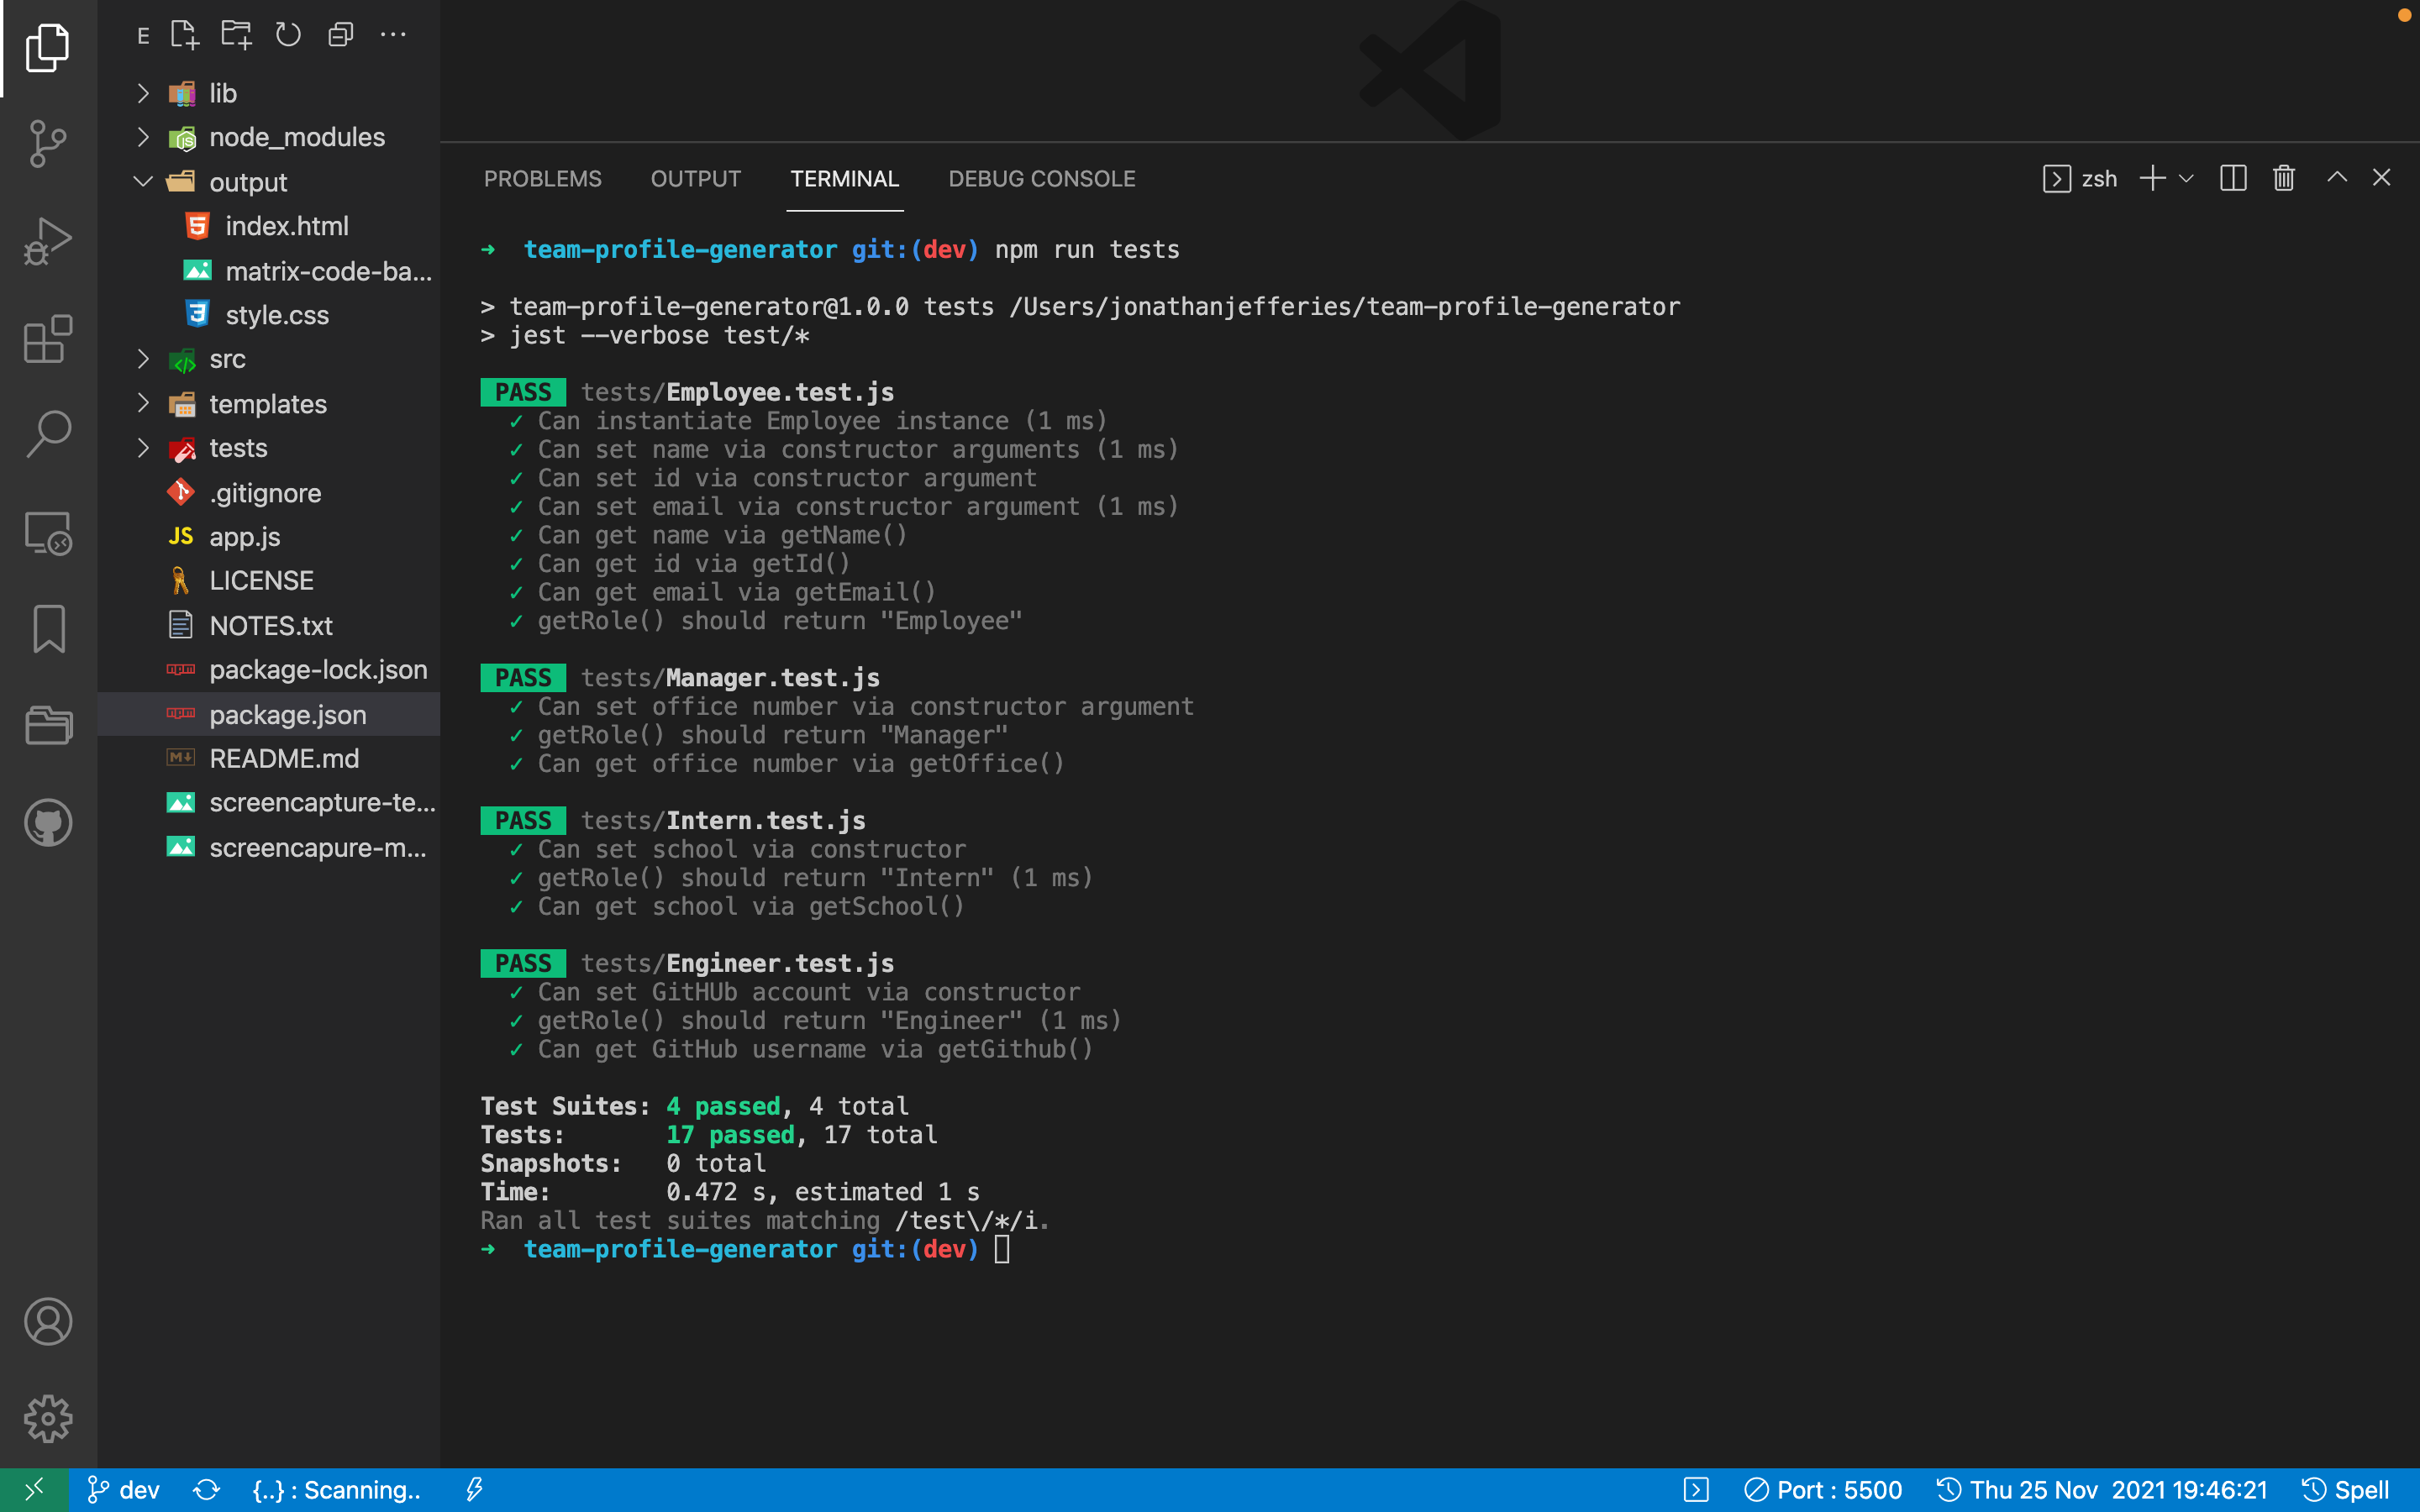 E
lib
node_modules
output
index.html
matrix-code-ba...
style.css
src
templates
tests
.gitignore
JS app.js
LICENSE
NOTES.txt
package-lock.json
package.json
README.md
screencapture-te...
screencapure-m...
PROBLEMS OUTPUT TERMINAL DEBUG CONSOLE
zsh
➜ team-profile-generator git:(dev) npm run tests
> team-profile-generator@1.0.0 tests /Users/jonathanjefferies/team-profile-generator
> jest --verbose test/*
PASS tests/Employee.test.js
✓ Can instantiate Employee instance (1 ms)
✓ Can set name via constructor arguments (1 ms)
✓ Can set id via constructor argument
✓ Can set email via constructor argument (1 ms)
✓ Can get name via getName()
✓ Can get id via getId()
✓ Can get email via getEmail()
✓ getRole() should return "Employee"
PASS tests/Manager.test.js
✓ Can set office number via constructor argument
✓ getRole() should return "Manager"
✓ Can get office number via getOffice()
PASS tests/Intern.test.js
✓ Can set school via constructor
✓ getRole() should return "Intern" (1 ms)
✓ Can get school via getSchool()
PASS tests/Engineer.test.js
✓ Can set GitHUb account via constructor
✓ getRole() should return "Engineer" (1 ms)
✓ Can get GitHub username via getGithub()
Test Suites: 4 passed, 4 total
Tests: 17 passed, 17 total
Snapshots: 0 total
Time: 0.472 s, estimated 1 s
Ran all test suites matching /test\/*/i.
➜ team-profile-generator git:(dev)
dev {..} : Scanning.. Port : 5500 Thu 25 Nov 2021 19:46:21 Spell